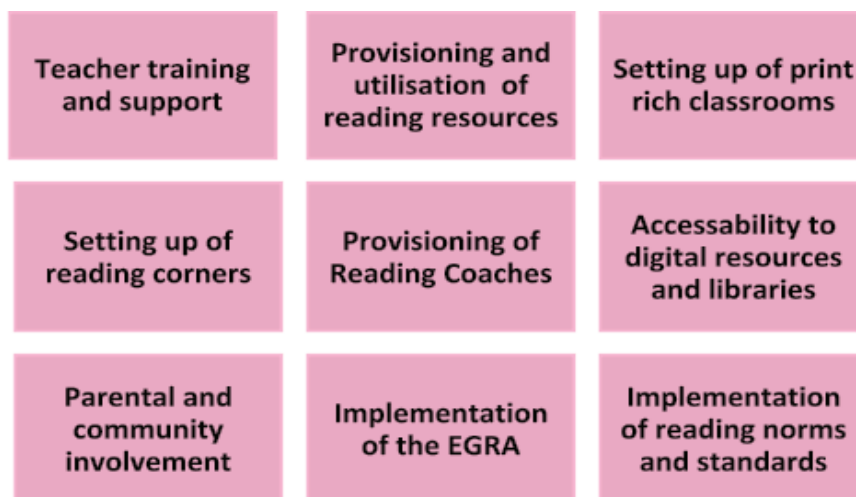 Teacher training
and support
Provisioning and
utilisation of
reading resources
Setting up of print
rich classrooms
Setting up of
reading corners
Provisioning of
Reading Coaches
Accessability to
digital resources
and libraries
Parental and
community
involvement
Implementation
of the EGRA
Implementation
of reading norms
and standards